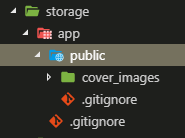 storage
app
public
cover_images
.gitignore
.gitignore